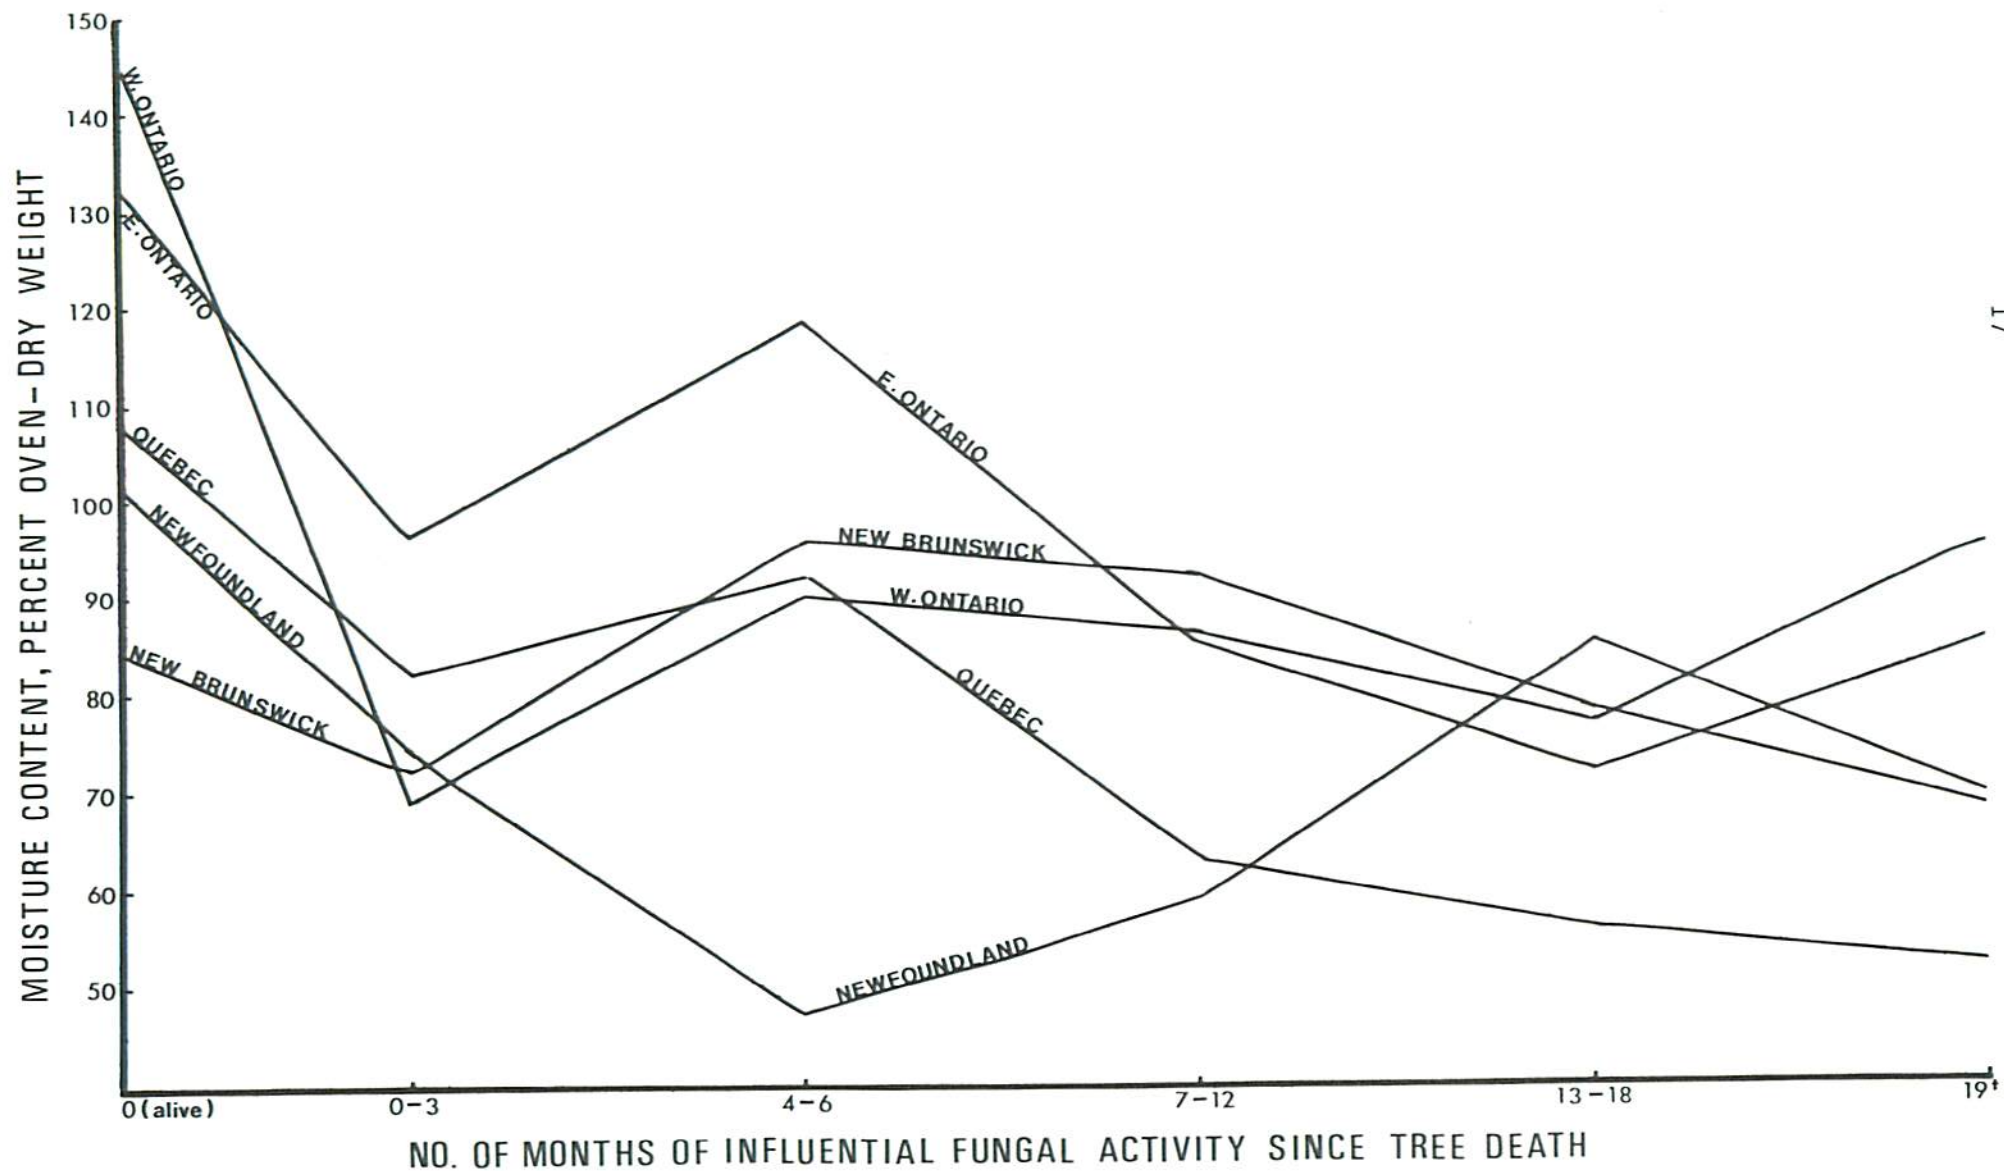 150
140
130
120
110
100
90
80
70
60
50
MOISTURE CONTENT, PERCENT OVEN-DRY WEIGHT
W. ONTARIO
E. ONTARIO
QUEBEC
NEWFOUNDLAND
NEW BRUNSWICK
E. ONTARIO
NEW BRUNSWICK
W. ONTARIO
QUEBEC
NEWFOUNDLAND
0 (alive)
0-3
4-6
7-12
13-18
19+
NO. OF MONTHS OF INFLUENTIAL FUNGAL ACTIVITY SINCE TREE DEATH